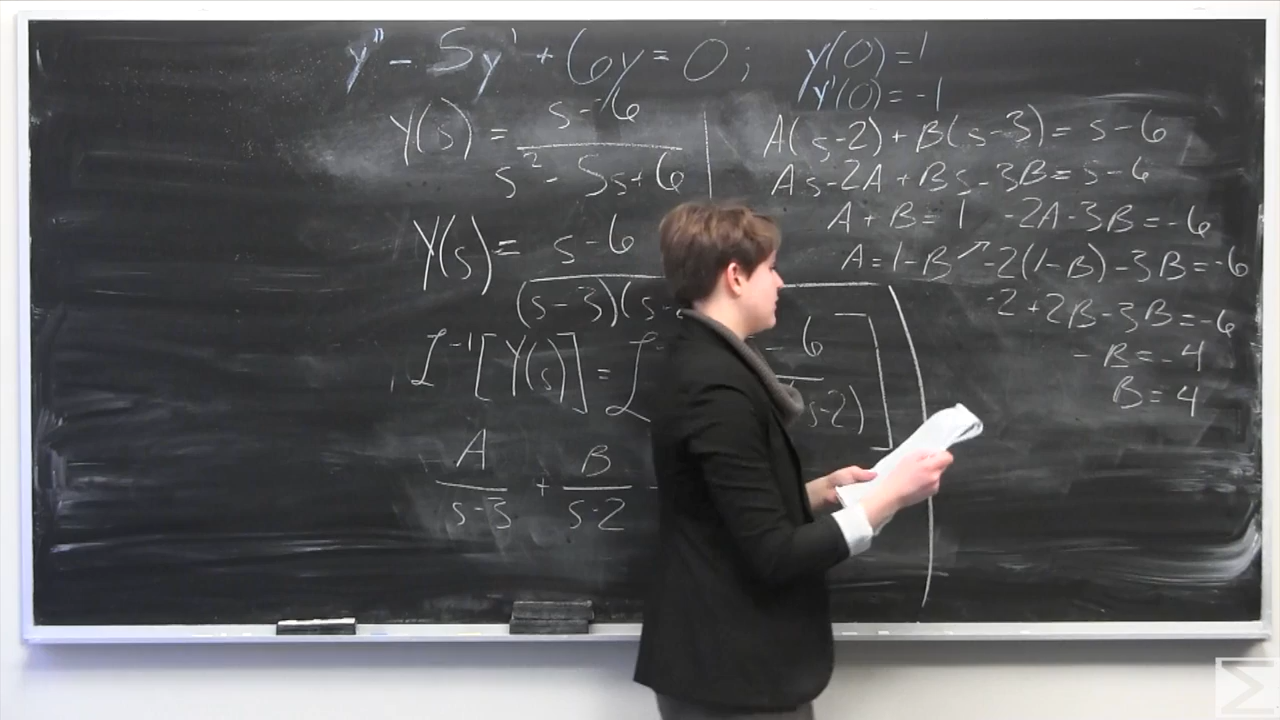 y'' - 5y' + 6y = 0; y(0) = 1
y'(0) = -1
Y(s) = s-6 / s² - 5s + 6
Y(s) = s-6 / (s-3)(s-
ℒ⁻¹[Y(s)] = ℒ - 6 / s-2)]
A / s-3 + B / s-2
A(s-2) + B(s-3) = s-6
As-2A + Bs-3B = s-6
A + B = 1 -2A-3B = -6
A = 1-B ↗ -2(1-B)-3B = -6
-2+2B-3B = -6
-B = -4
B = 4
Σ